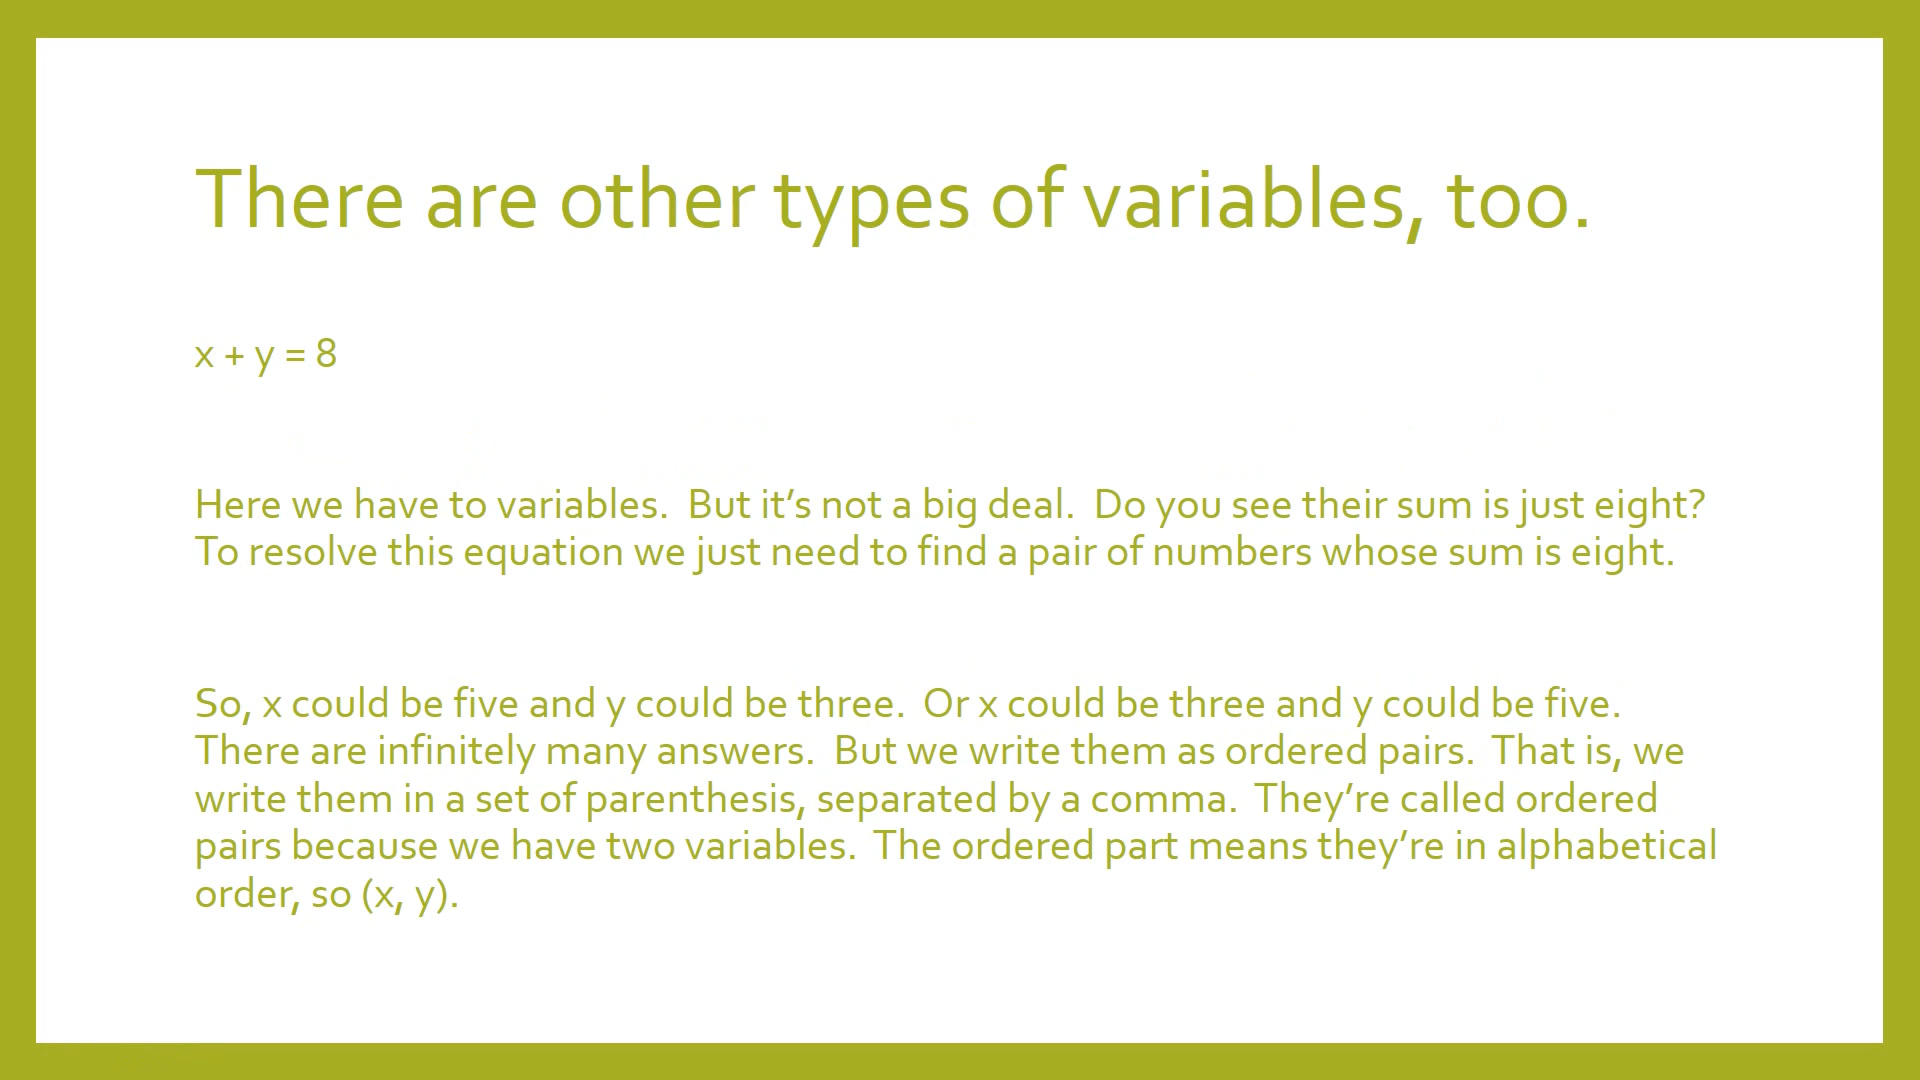 There are other types of variables, too.
x + y = 8
Here we have to variables.  But it’s not a big deal.  Do you see their sum is just eight?
To resolve this equation we just need to find a pair of numbers whose sum is eight.
So, x could be five and y could be three.  Or x could be three and y could be five.
There are infinitely many answers.  But we write them as ordered pairs.  That is, we
write them in a set of parenthesis, separated by a comma.  They’re called ordered
pairs because we have two variables.  The ordered part means they’re in alphabetical
order, so (x, y).